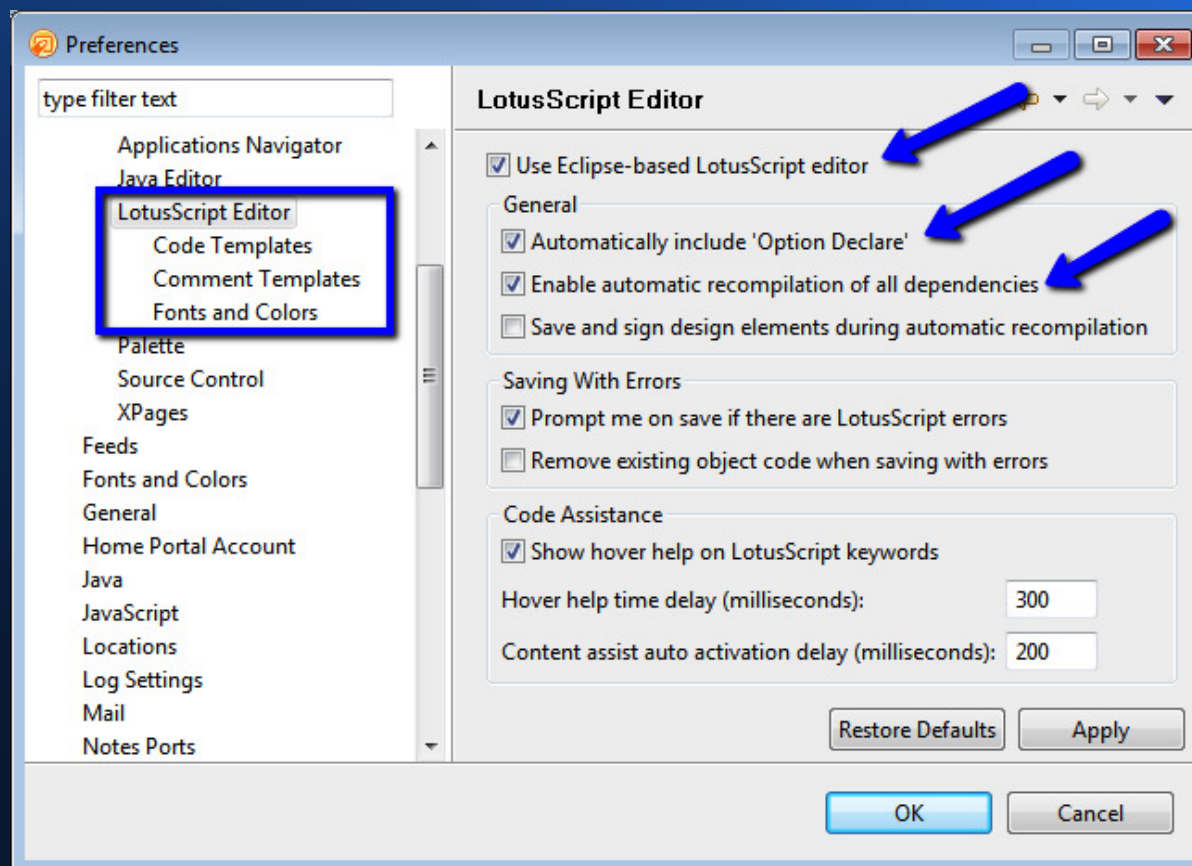 Preferences
type filter text
Applications Navigator
Java Editor
LotusScript Editor
Code Templates
Comment Templates
Fonts and Colors
Palette
Source Control
XPages
Feeds
Fonts and Colors
General
Home Portal Account
Java
JavaScript
Locations
Log Settings
Mail
Notes Ports
LotusScript Editor
Use Eclipse-based LotusScript editor
General
Automatically include 'Option Declare'
Enable automatic recompilation of all dependencies
Save and sign design elements during automatic recompilation
Saving With Errors
Prompt me on save if there are LotusScript errors
Remove existing object code when saving with errors
Code Assistance
Show hover help on LotusScript keywords
Hover help time delay (milliseconds): 300
Content assist auto activation delay (milliseconds): 200
Restore Defaults Apply
OK Cancel